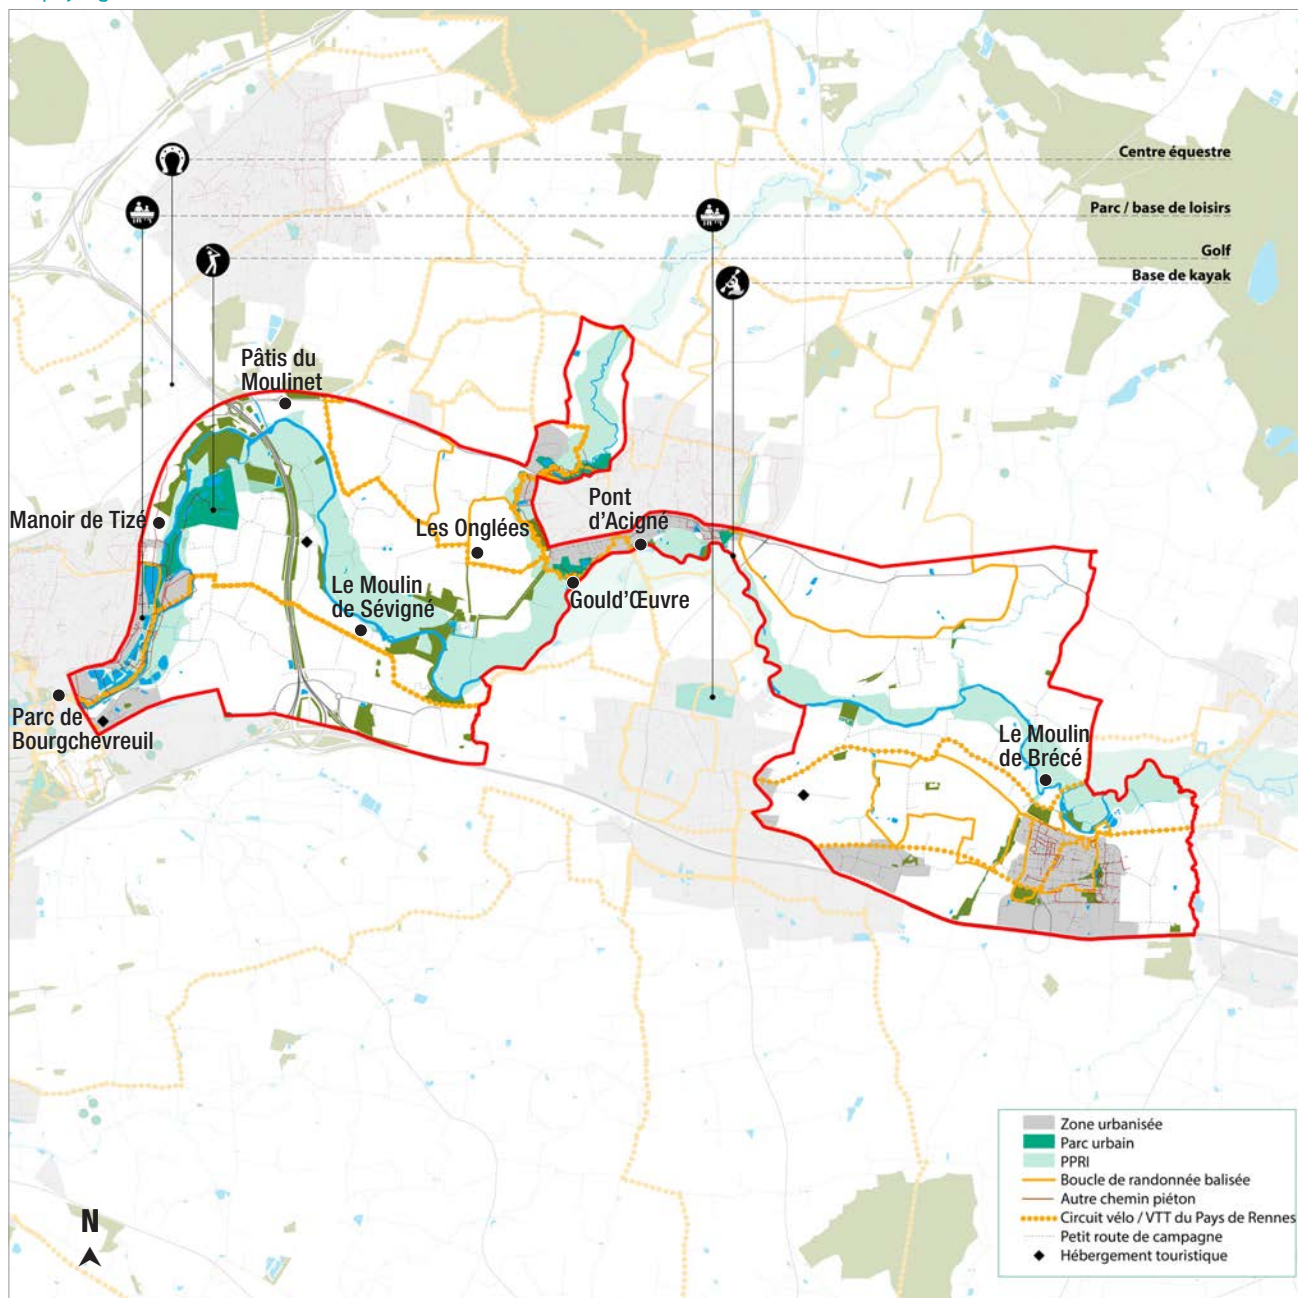 Centre équestre
Parc / base de loisirs
Golf
Base de kayak
Pâtis du
Moulinet
Manoir de Tizé
Les Onglées
Pont
d'Acigné
Le Moulin
de Sévigné
Gould'Œuvre
Parc de
Bourgchevreuil
Le Moulin
de Brécé
Zone urbanisée
Parc urbain
PPRI
Boucle de randonnée balisée
Autre chemin piéton
Circuit vélo / VTT du Pays de Rennes
Petit route de campagne
Hébergement touristique
N